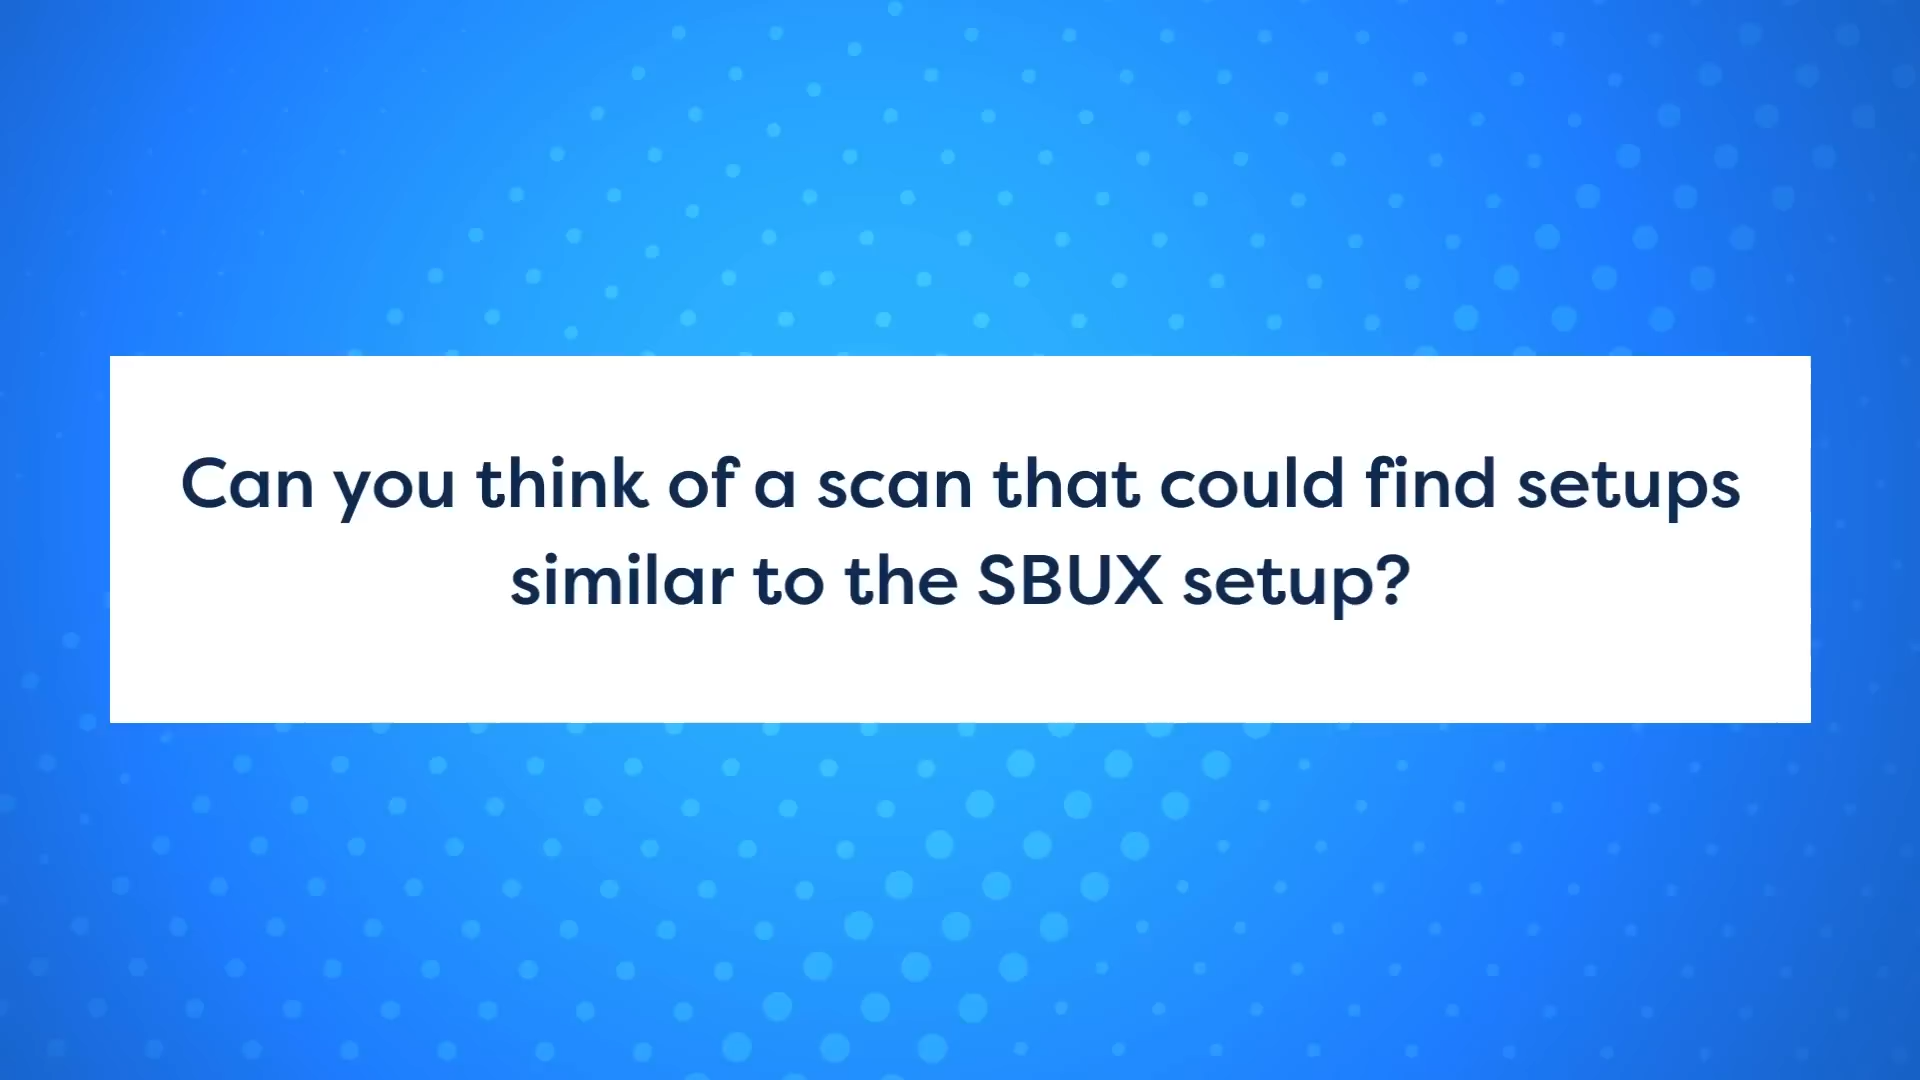 Can you think of a scan that could find setups
similar to the SBUX setup?